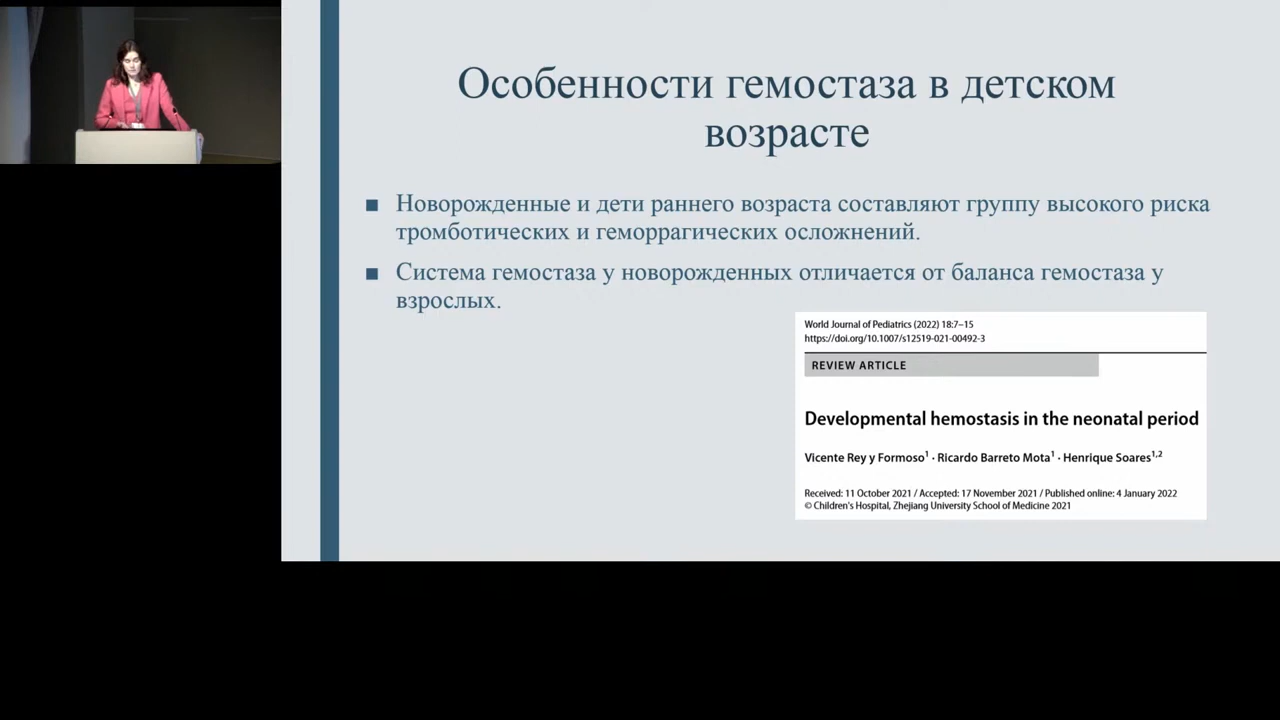 Особенности гемостаза в детском
возрасте
■ Новорожденные и дети раннего возраста составляют группу высокого риска
тромботических и геморрагических осложнений.
■ Система гемостаза у новорожденных отличается от баланса гемостаза у
взрослых.
World Journal of Pediatrics (2022) 18:7–15
https://doi.org/10.1007/s12519-021-00492-3
REVIEW ARTICLE
Developmental hemostasis in the neonatal period
Vicente Rey y Formoso1 · Ricardo Barreto Mota1 · Henrique Soares1,2
Received: 11 October 2021 / Accepted: 17 November 2021 / Published online: 4 January 2022
© Children's Hospital, Zhejiang University School of Medicine 2021